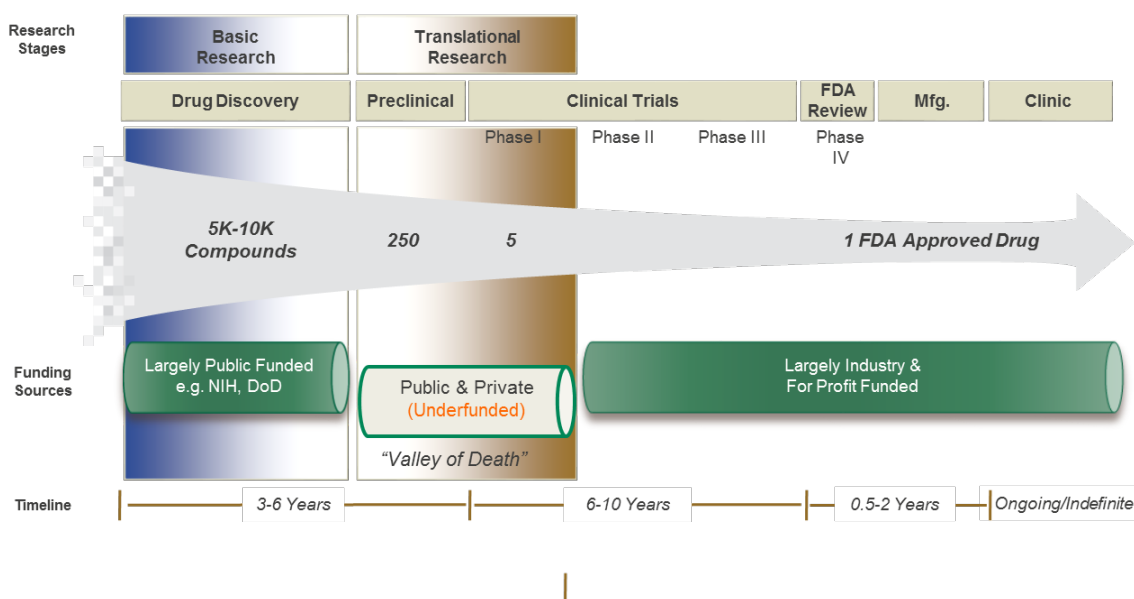 Research
Stages
Basic
Research
Translational
Research
Drug Discovery
Preclinical
Clinical Trials
FDA
Review
Mfg.
Clinic
Phase I
Phase II
Phase III
Phase
IV
5K-10K
Compounds
250
5
1 FDA Approved Drug
Funding
Sources
Largely Public Funded
e.g. NIH, DoD
Public & Private
(Underfunded)
Largely Industry &
For Profit Funded
“Valley of Death”
Timeline
3-6 Years
6-10 Years
0.5-2 Years
Ongoing/Indefinite